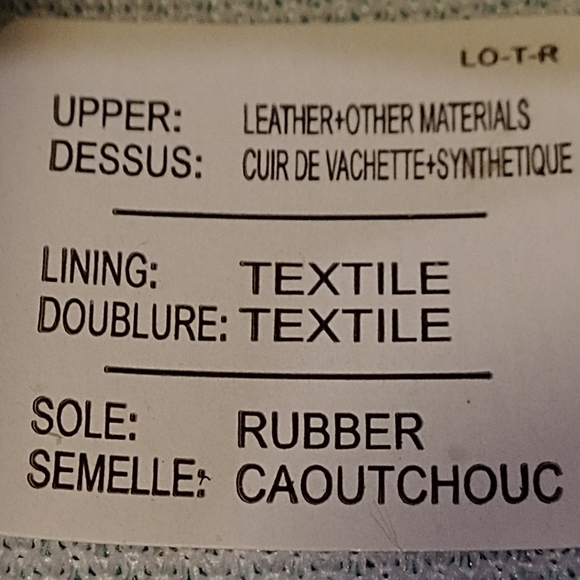 LO-T-R
UPPER: LEATHER+OTHER MATERIALS
DESSUS: CUIR DE VACHETTE+SYNTHETIQUE
LINING: TEXTILE
DOUBLURE: TEXTILE
SOLE: RUBBER
SEMELLE: CAOUTCHOUC